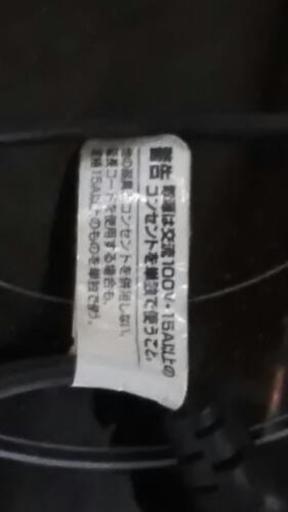 警告 電源は交流100V・15A以上の
コンセントを単独で使うこと
他の器具とコンセントを併用しない。
延長コードを使用する場合も、
定格15A以上のものを単独で使う。